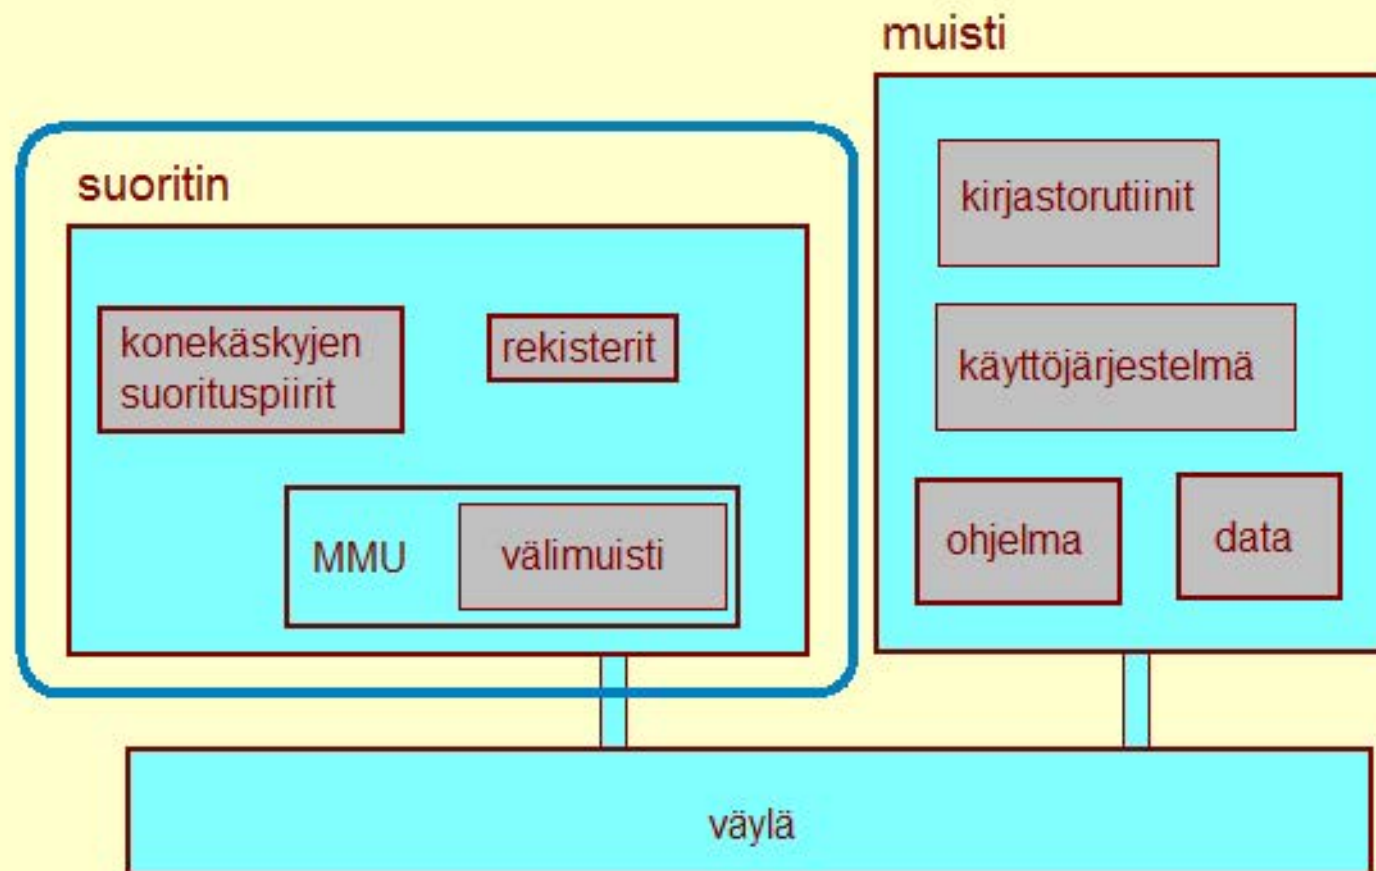 muisti
suoritin
kirjastorutiinit
konekäskyjen
suorituspiirit
rekisterit
käyttöjärjestelmä
MMU
välimuisti
ohjelma
data
väylä